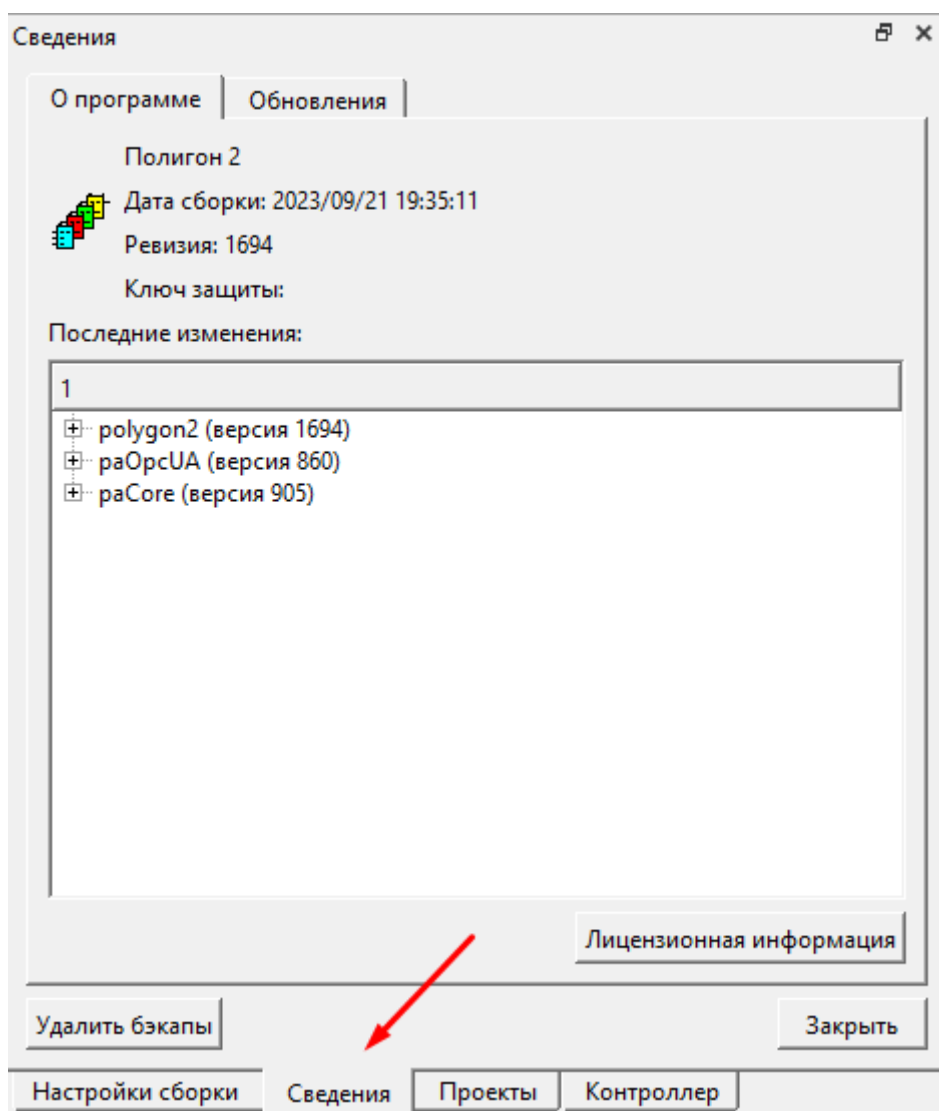 Сведения
О программе Обновления
Полигон 2
Дата сборки: 2023/09/21 19:35:11
Ревизия: 1694
Ключ защиты:
Последние изменения:
1
polygon2 (версия 1694)
paOpcUA (версия 860)
paCore (версия 905)
Лицензионная информация
Удалить бэкапы Закрыть
Настройки сборки Сведения Проекты Контроллер